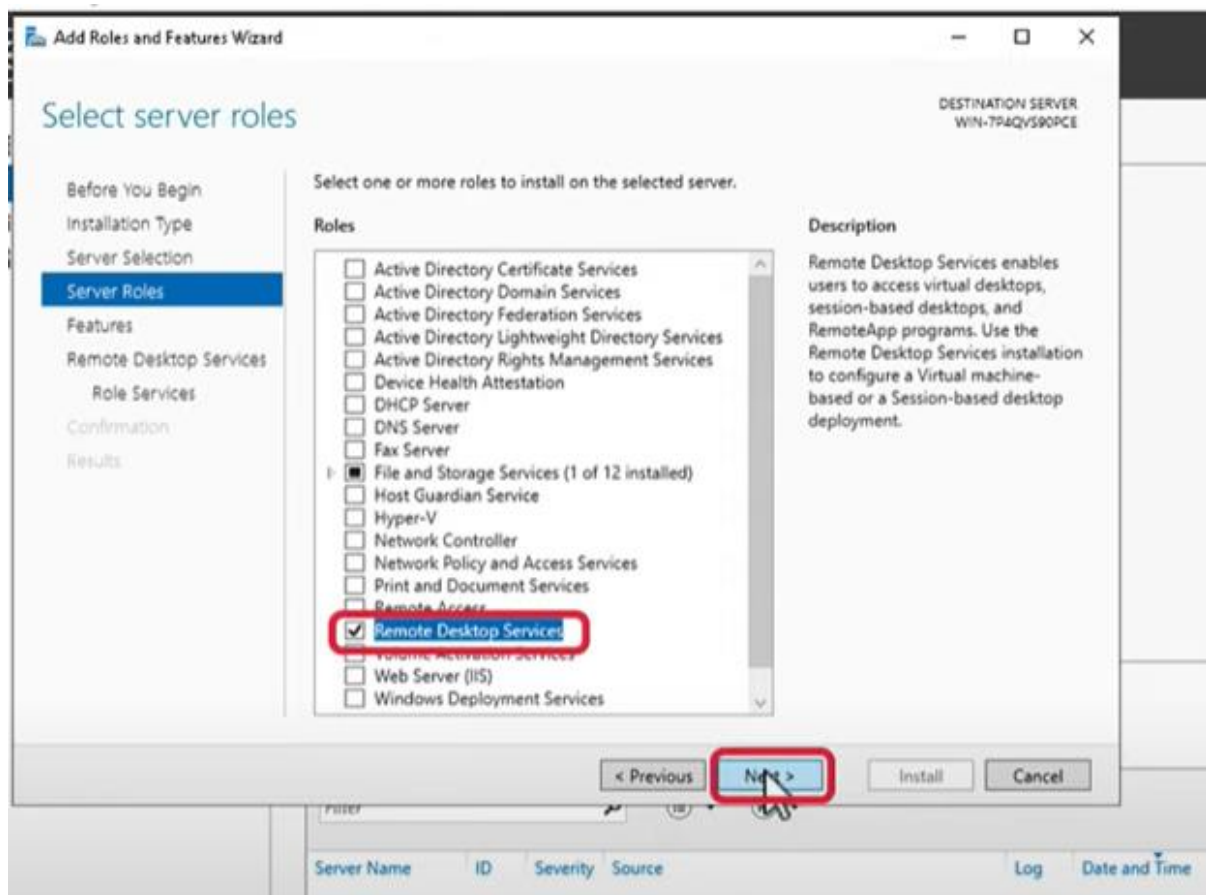 Add Roles and Features Wizard
Select server roles
DESTINATION SERVER
WIN-7P4QVS90PCE
Before You Begin
Installation Type
Server Selection
Server Roles
Features
Remote Desktop Services
Role Services
Confirmation
Results
Select one or more roles to install on the selected server.
Roles
Active Directory Certificate Services
Active Directory Domain Services
Active Directory Federation Services
Active Directory Lightweight Directory Services
Active Directory Rights Management Services
Device Health Attestation
DHCP Server
DNS Server
Fax Server
File and Storage Services (1 of 12 installed)
Host Guardian Service
Hyper-V
Network Controller
Network Policy and Access Services
Print and Document Services
Remote Access
Remote Desktop Services
Volume Activation Services
Web Server (IIS)
Windows Deployment Services
Description
Remote Desktop Services enables
users to access virtual desktops,
session-based desktops, and
RemoteApp programs. Use the
Remote Desktop Services installation
to configure a Virtual machine-
based or a Session-based desktop
deployment.
< Previous
Next >
Install
Cancel
Filter
Server Name
ID
Severity
Source
Log
Date and Time